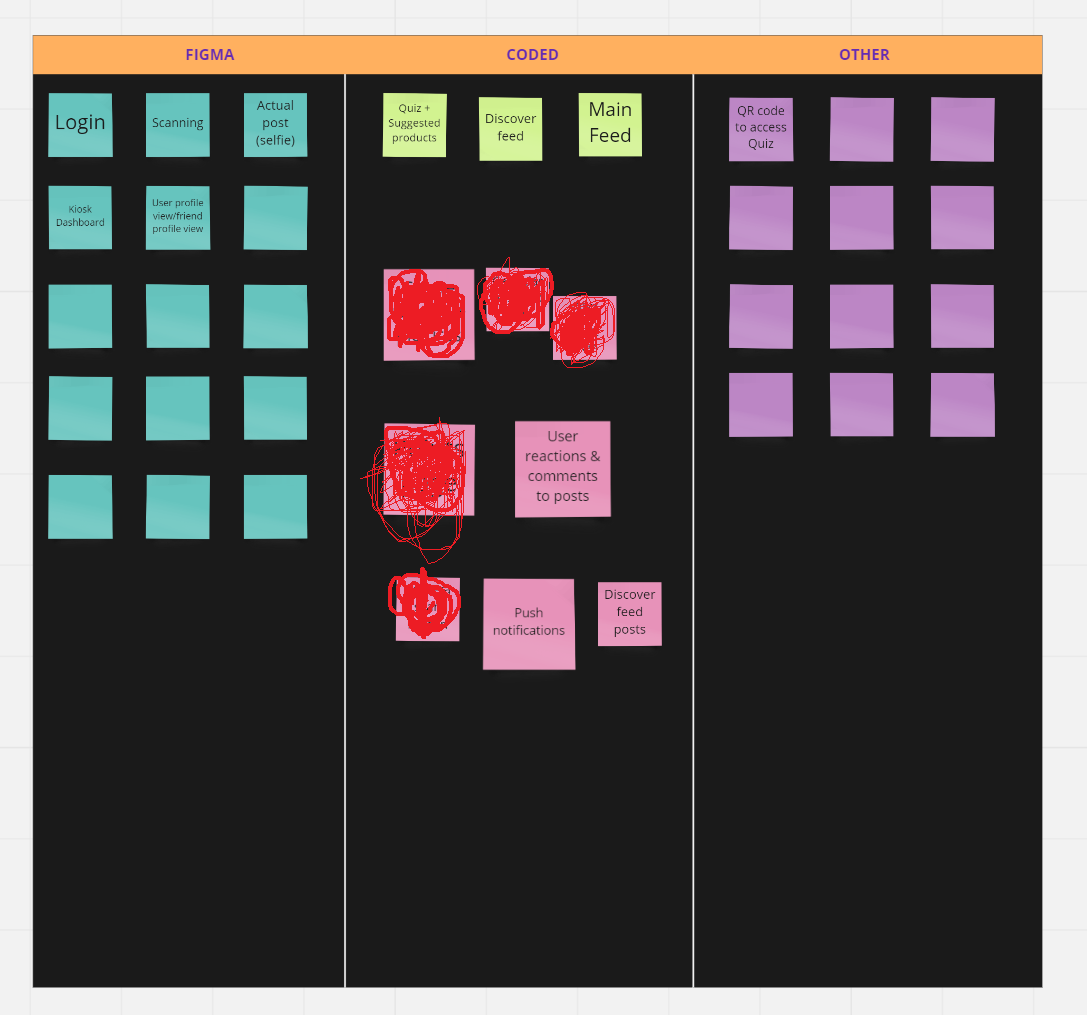 FIGMA
CODED
OTHER
Login
Scanning
Actual
post
(selfie)
Quiz +
Suggested
products
Discover
feed
Main
Feed
QR code
to access
Quiz
Kiosk
Dashboard
User profile
view/friend
profile view
User
reactions &
comments
to posts
Push
notifications
Discover
feed
posts